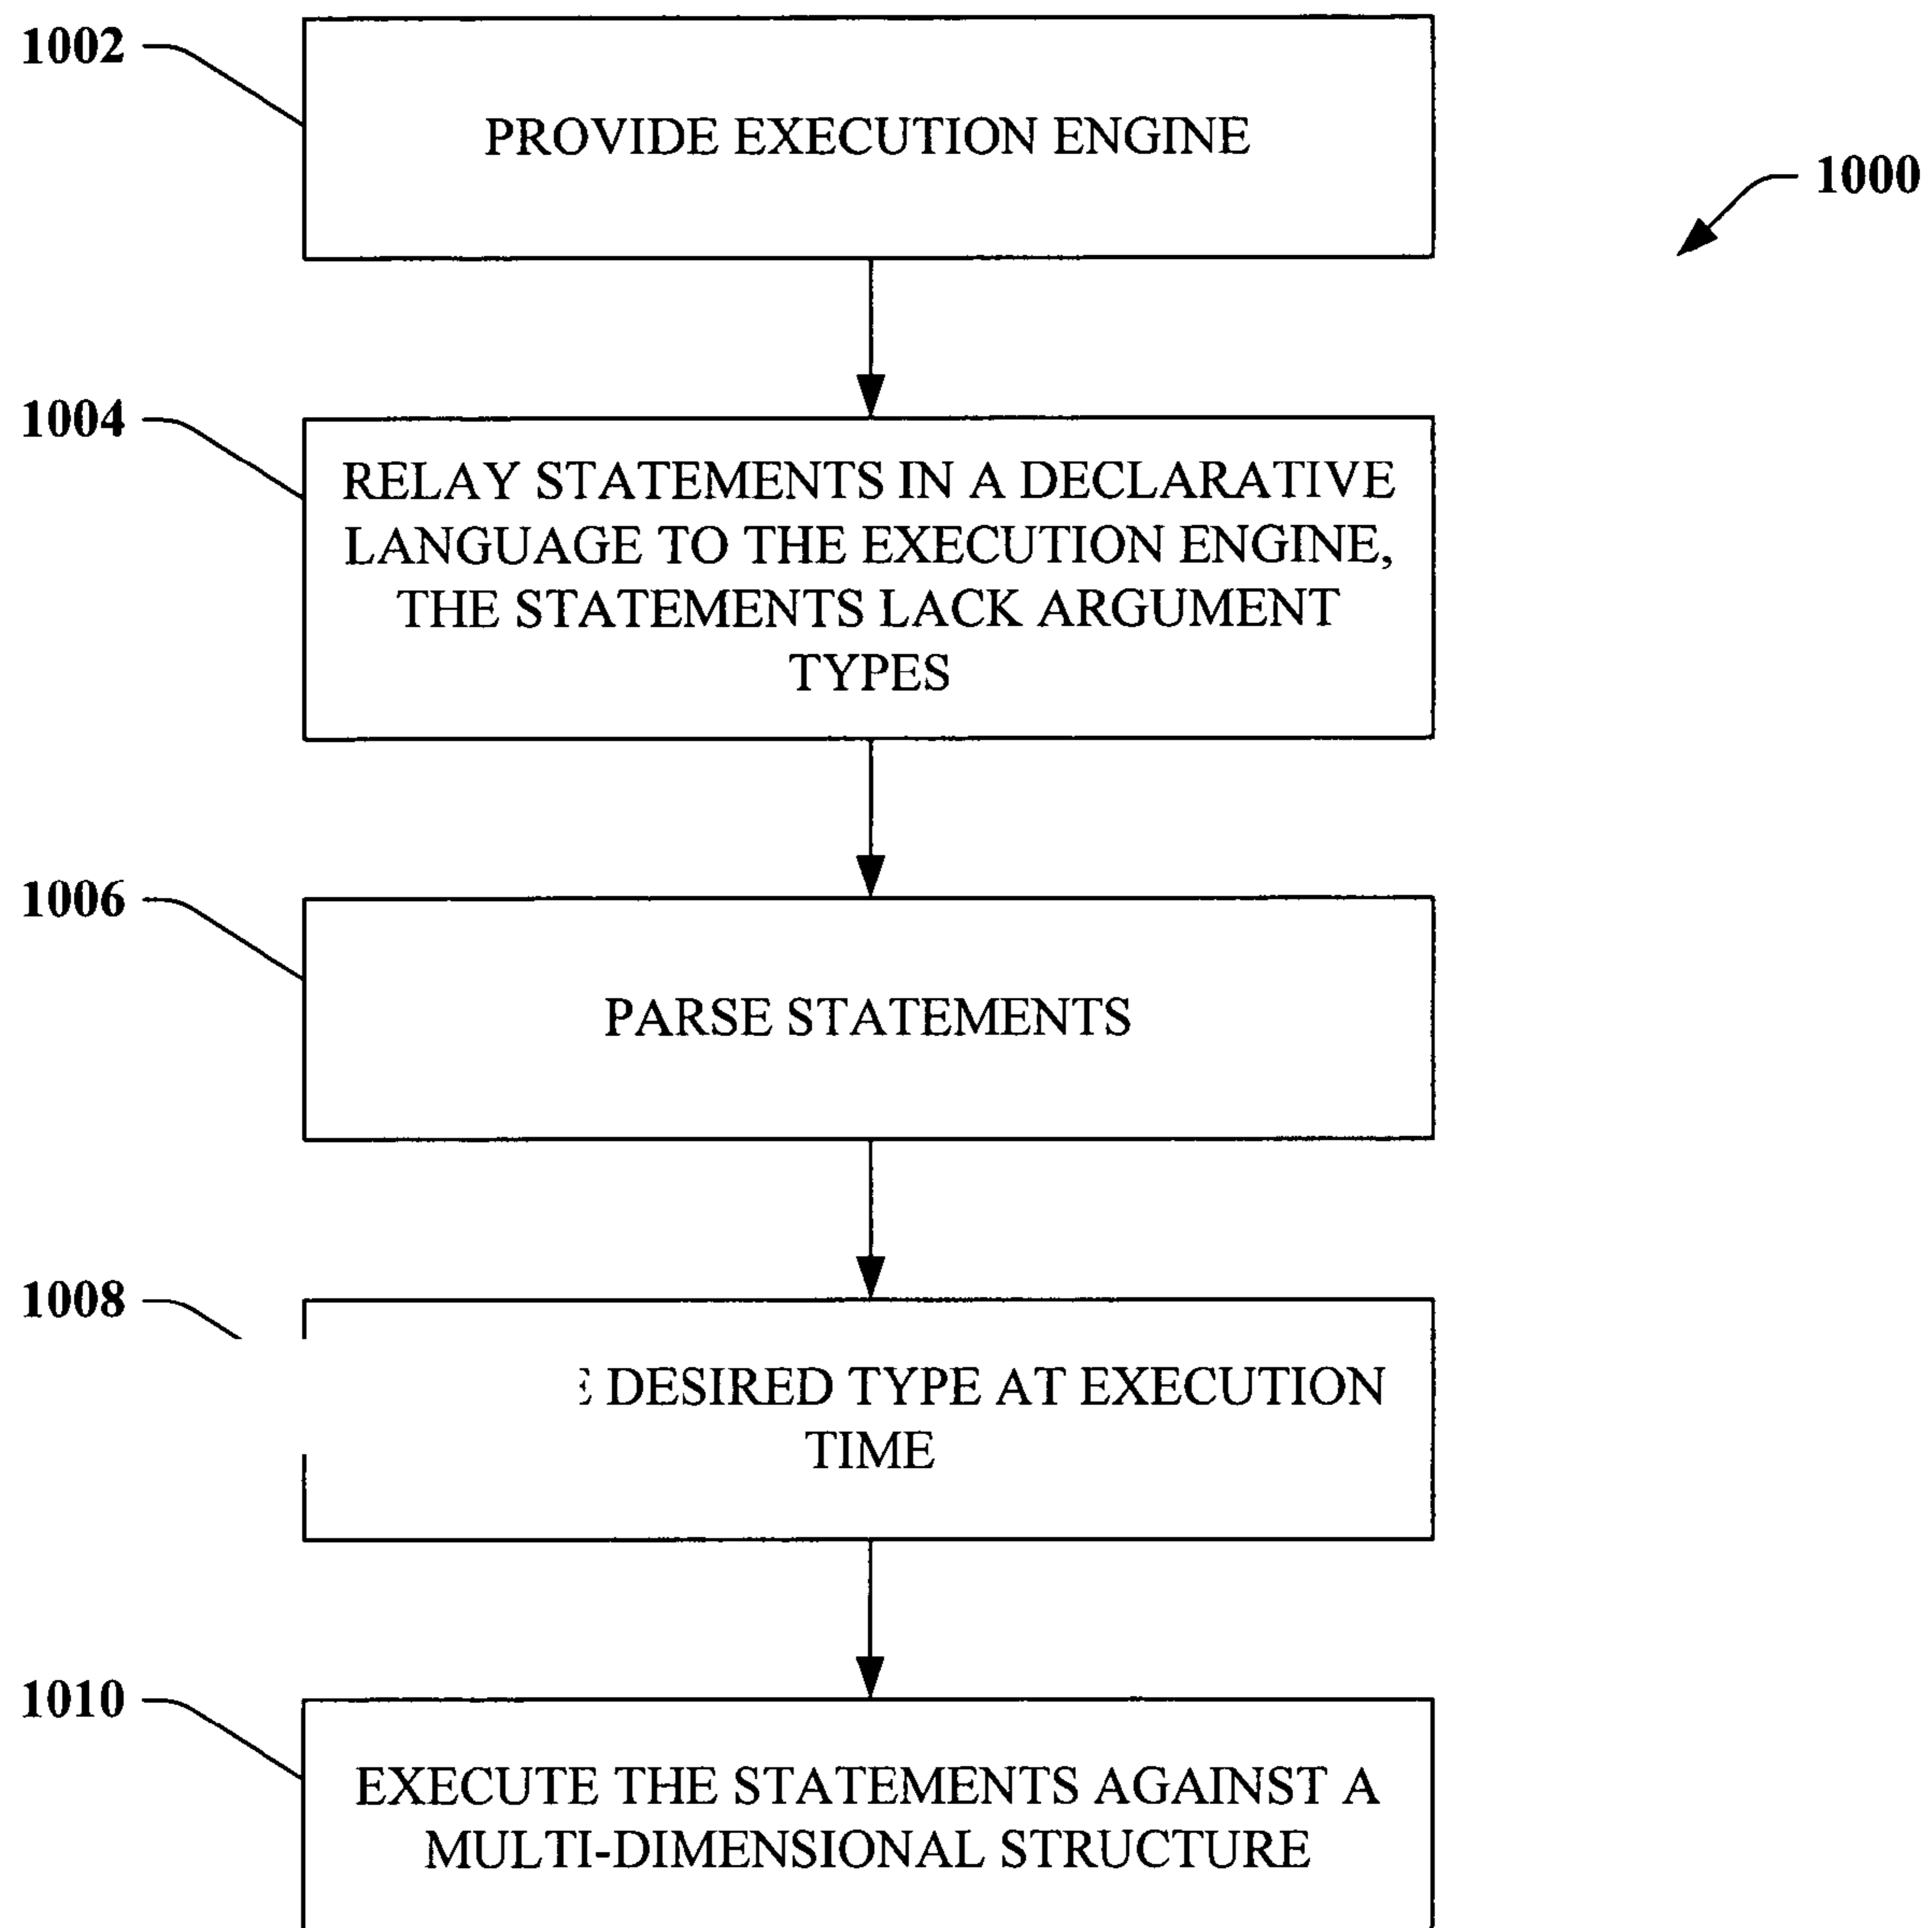 1002
PROVIDE EXECUTION ENGINE
1000
1004
RELAY STATEMENTS IN A DECLARATIVE
LANGUAGE TO THE EXECUTION ENGINE,
THE STATEMENTS LACK ARGUMENT
TYPES
1006
PARSE STATEMENTS
1008
DESIRED TYPE AT EXECUTION
TIME
1010
EXECUTE THE STATEMENTS AGAINST A
MULTI-DIMENSIONAL STRUCTURE